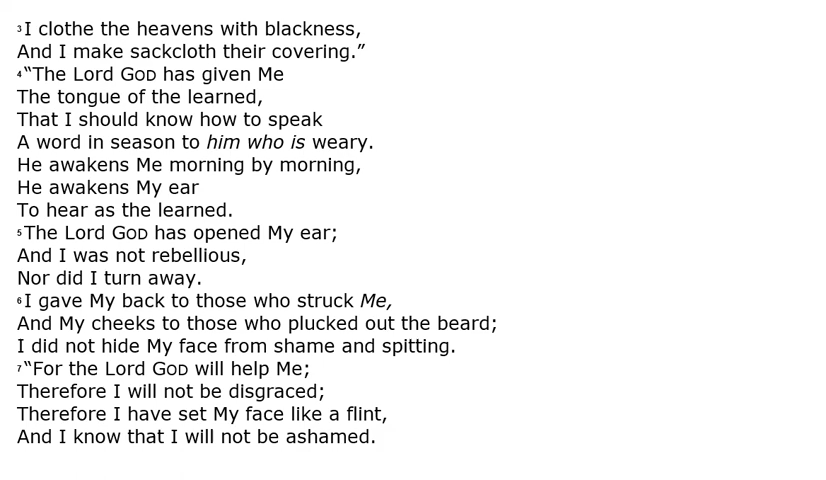 3 I clothe the heavens with blackness,
And I make sackcloth their covering.”
4 “The Lord GOD has given Me
The tongue of the learned,
That I should know how to speak
A word in season to him who is weary.
He awakens Me morning by morning,
He awakens My ear
To hear as the learned.
5 The Lord GOD has opened My ear;
And I was not rebellious,
Nor did I turn away.
6 I gave My back to those who struck Me,
And My cheeks to those who plucked out the beard;
I did not hide My face from shame and spitting.
7 “For the Lord GOD will help Me;
Therefore I will not be disgraced;
Therefore I have set My face like a flint,
And I know that I will not be ashamed.